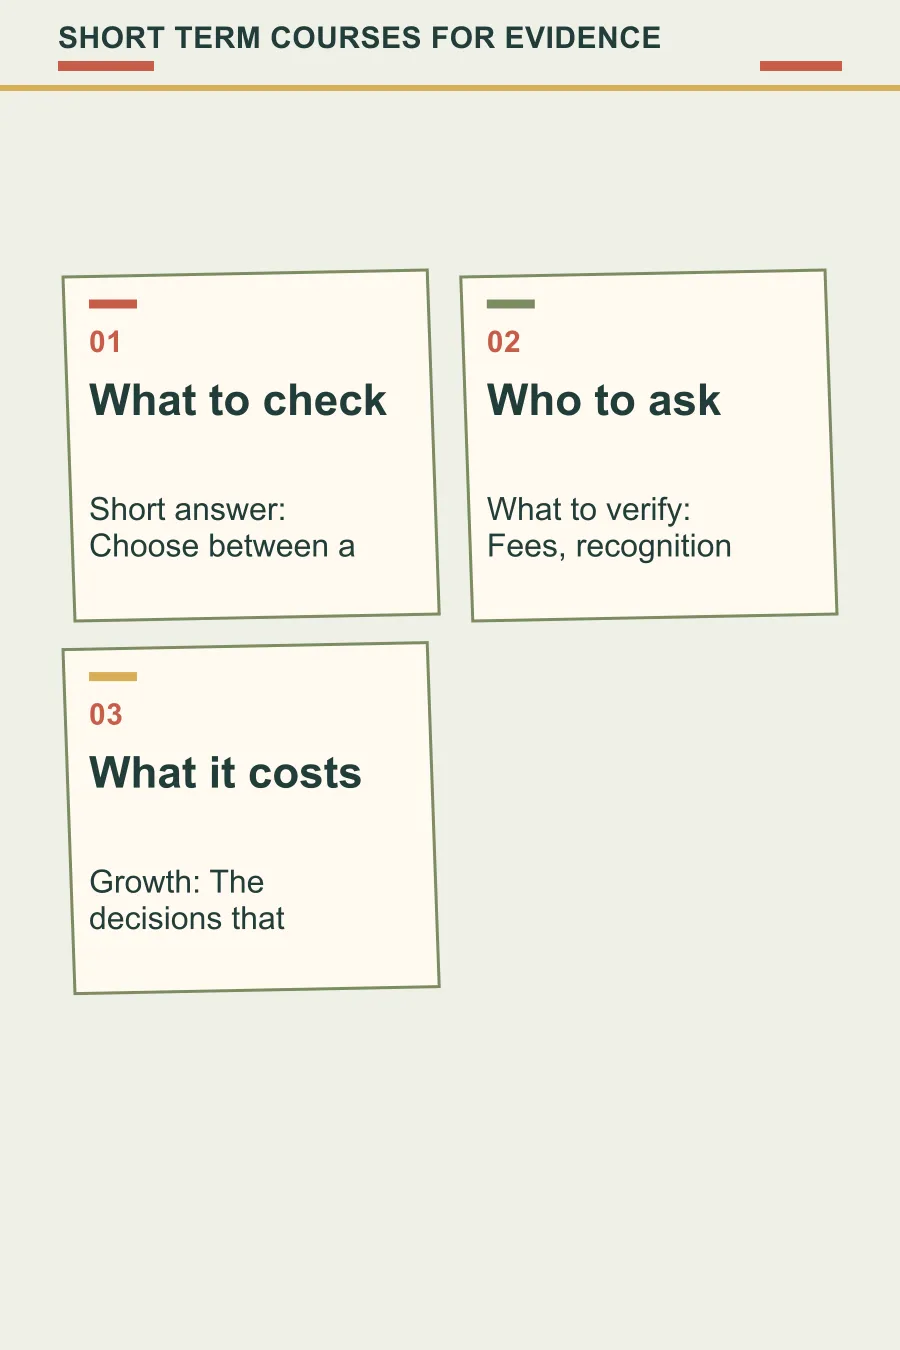 SHORT TERM COURSES FOR EVIDENCE
01
What to check
Short answer:
Choose between a
02
Who to ask
What to verify:
Fees, recognition
03
What it costs
Growth: The
decisions that